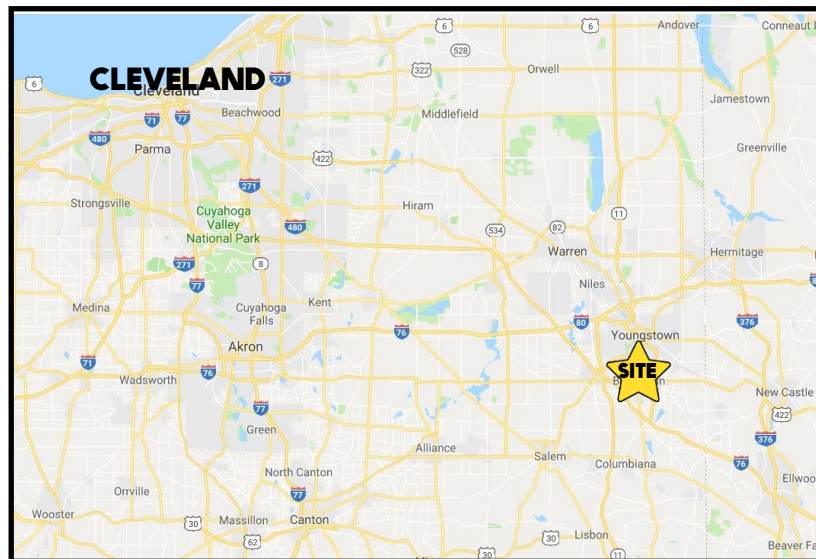 6
Andover
Conneaut L
528
322
Orwell
CLEVELAND
Cleveland
271
6
Jamestown
Beachwood
Middlefield
71
77
480
Parma
422
Greenville
271
Strongsville
Cuyahoga
Valley
National Park
Hiram
11
480
534
82
Warren
Hermitage
271
8
77
Niles
Medina
Cuyahoga
Falls
Kent
80
376
76
Youngstown
Akron
71
76
SITE
Wadsworth
New Castle
77
422
Green
376
Alliance
Salem
Columbiana
76
North Canton
Ellwo
Orrville
77
Wooster
30
Massillon
Canton
62
Lisbon
30
30
11
Beaver Fa